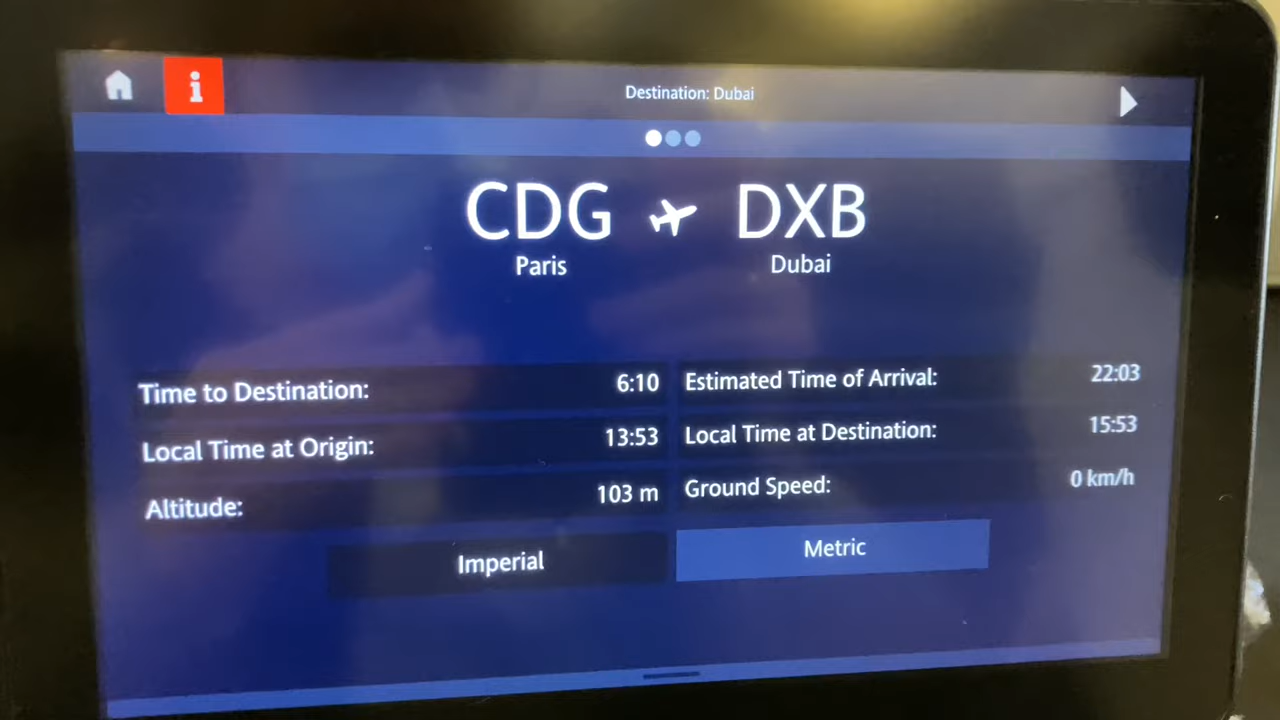 i
Destination: Dubai
CDG DXB
Paris Dubai
Time to Destination: 6:10 Estimated Time of Arrival: 22:03
Local Time at Origin: 13:53 Local Time at Destination: 15:53
Altitude: 103 m Ground Speed: 0 km/h
Imperial Metric